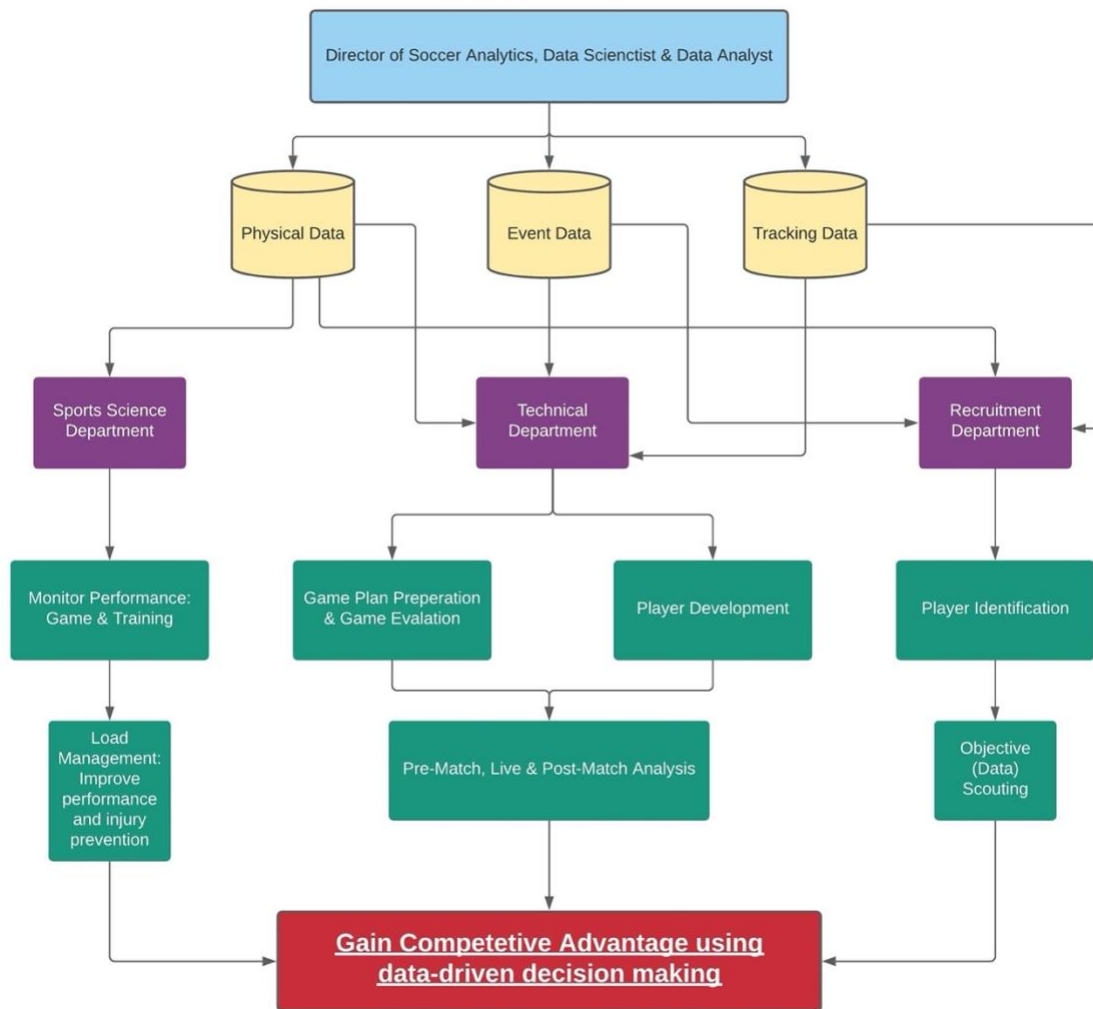 Director of Soccer Analytics, Data Scienctist & Data Analyst
Physical Data
Event Data
Tracking Data
Sports Science
Department
Technical
Department
Recruitment
Department
Monitor Performance:
Game & Training
Game Plan Preperation
& Game Evalation
Player Development
Player Identification
Load
Management:
Improve
performance
and injury
prevention
Pre-Match, Live & Post-Match Analysis
Objective
(Data)
Scouting
Gain Competetive Advantage using
data-driven decision making